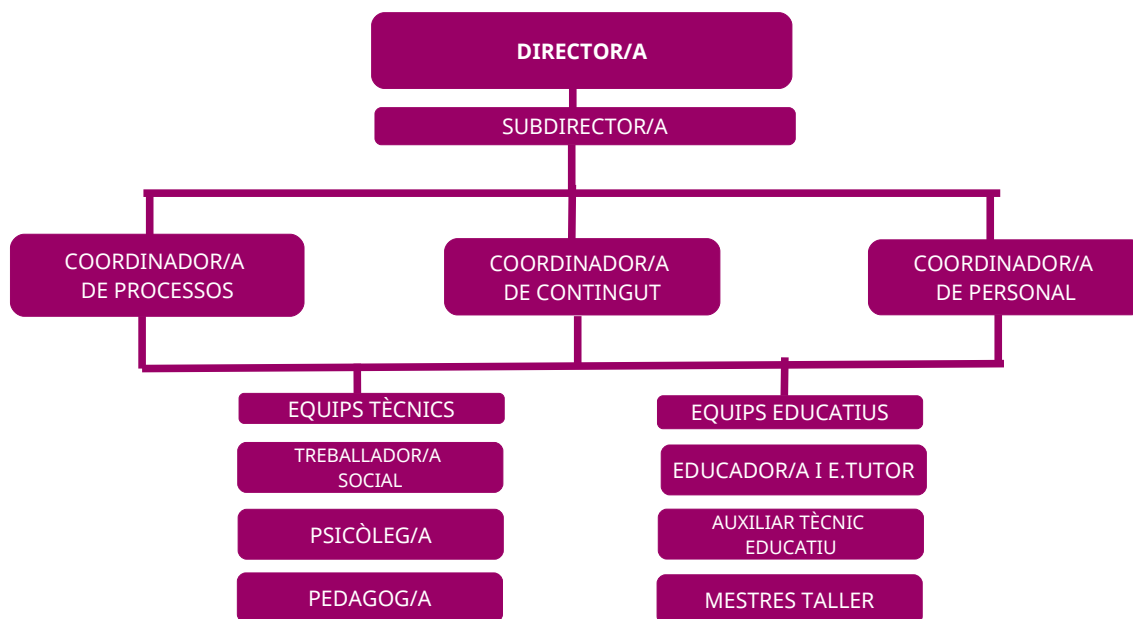 DIRECTOR/A
SUBDIRECTOR/A
COORDINADOR/A
DE PROCESSOS
COORDINADOR/A
DE CONTINGUT
COORDINADOR/A
DE PERSONAL
EQUIPS TÈCNICS
TREBALLADOR/A
SOCIAL
PSICÒLEG/A
PEDAGOG/A
EQUIPS EDUCATIUS
EDUCADOR/A I E.TUTOR
AUXILIAR TÈCNIC
EDUCATIU
MESTRES TALLER